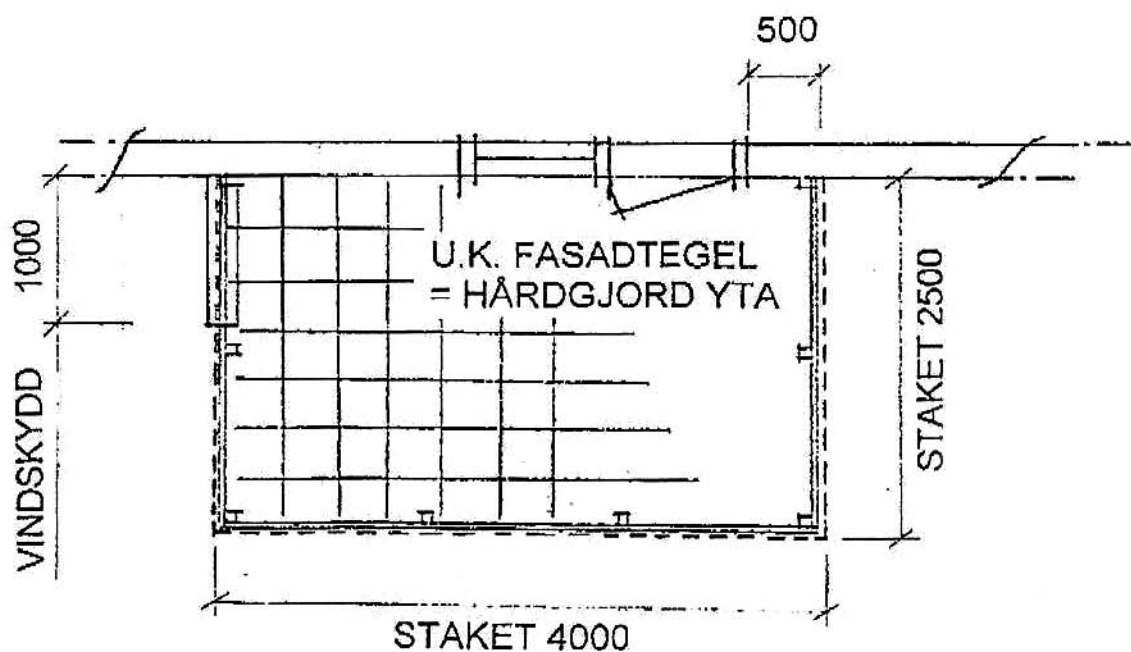 500
U.K. FASADTEGEL
= HÅRDGJORD YTA
1000
VINDSKYDD
STAKET 2500
STAKET 4000